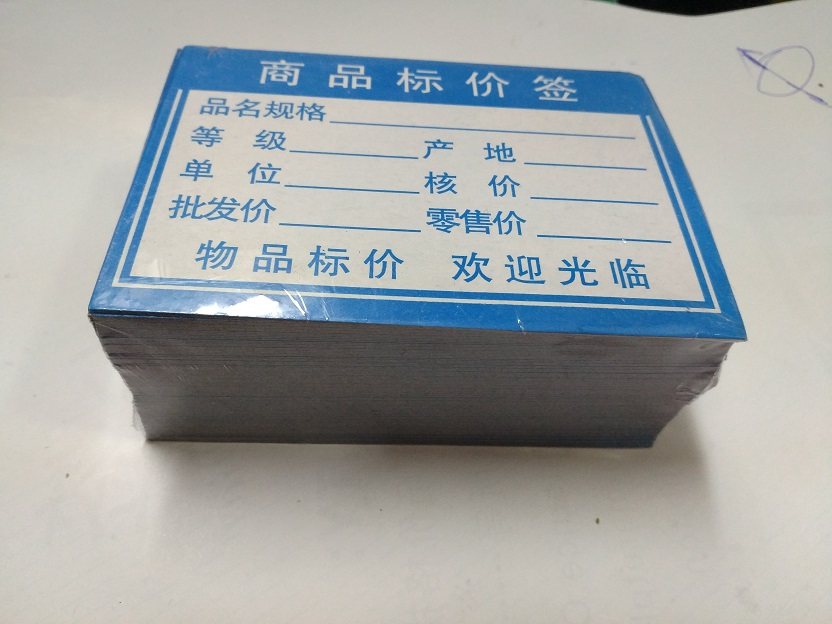 商品标价签
品名规格
等级 产地
单位 核价
批发价 零售价
物品标价 欢迎光临